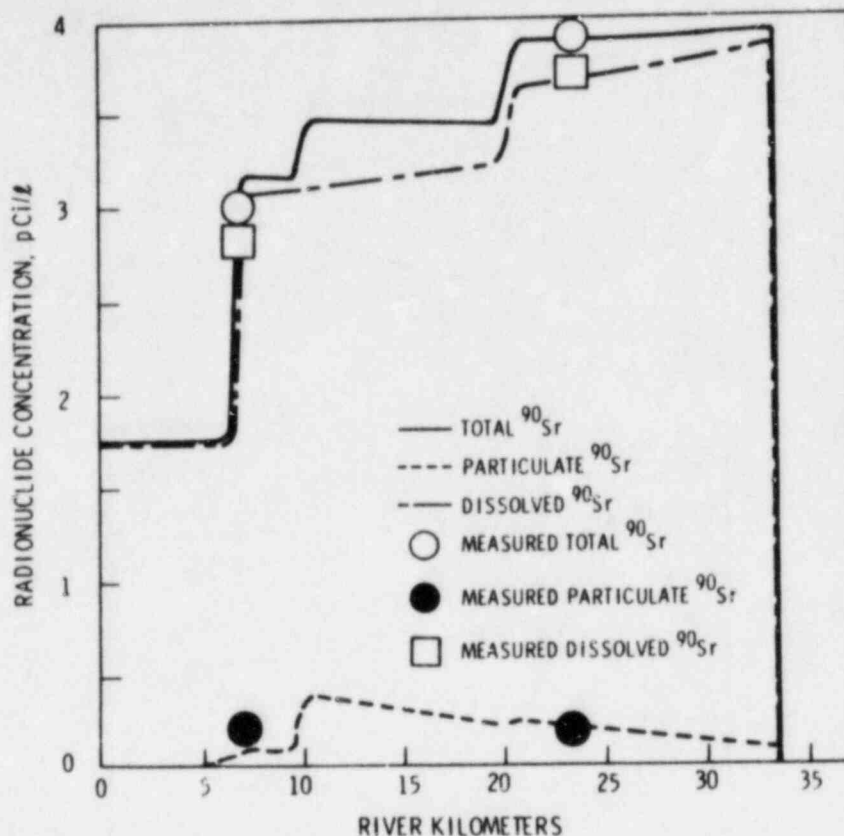 4
3
2
1
0
RADIONUCLIDE CONCENTRATION, pCi/ℓ
TOTAL ⁹⁰Sr
PARTICULATE ⁹⁰Sr
DISSOLVED ⁹⁰Sr
MEASURED TOTAL ⁹⁰Sr
MEASURED PARTICULATE ⁹⁰Sr
MEASURED DISSOLVED ⁹⁰Sr
0 5 10 15 20 25 30 35
RIVER KILOMETERS